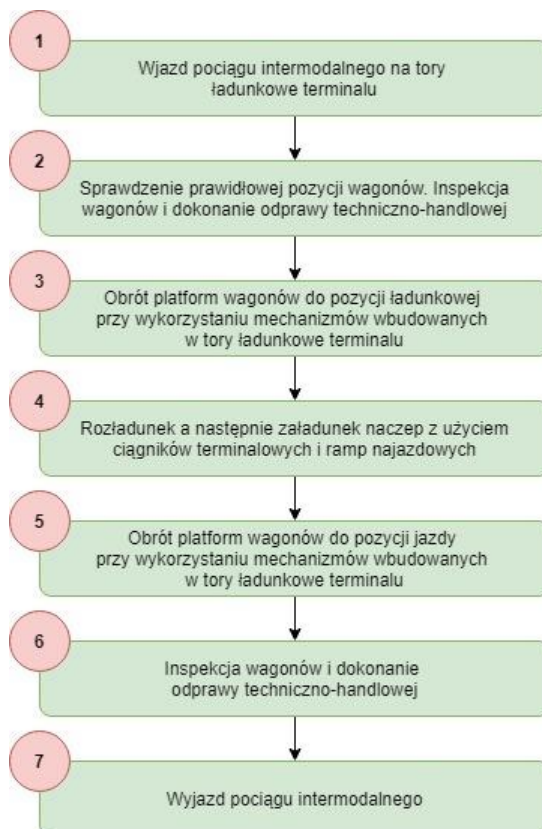 1
Wjazd pociągu intermodalnego na tory
ładunkowe terminalu
2
Sprawdzenie prawidłowej pozycji wagonów. Inspekcja
wagonów i dokonanie odprawy techniczno-handlowej
3
Obrót platform wagonów do pozycji ładunkowej
przy wykorzystaniu mechanizmów wbudowanych
w tory ładunkowe terminalu
4
Rozładunek a następnie załadunek naczep z użyciem
ciągników terminalowych i ramp najazdowych
5
Obrót platform wagonów do pozycji jazdy
przy wykorzystaniu mechanizmów wbudowanych
w tory ładunkowe terminalu
6
Inspekcja wagonów i dokonanie
odprawy techniczno-handlowej
7
Wyjazd pociągu intermodalnego